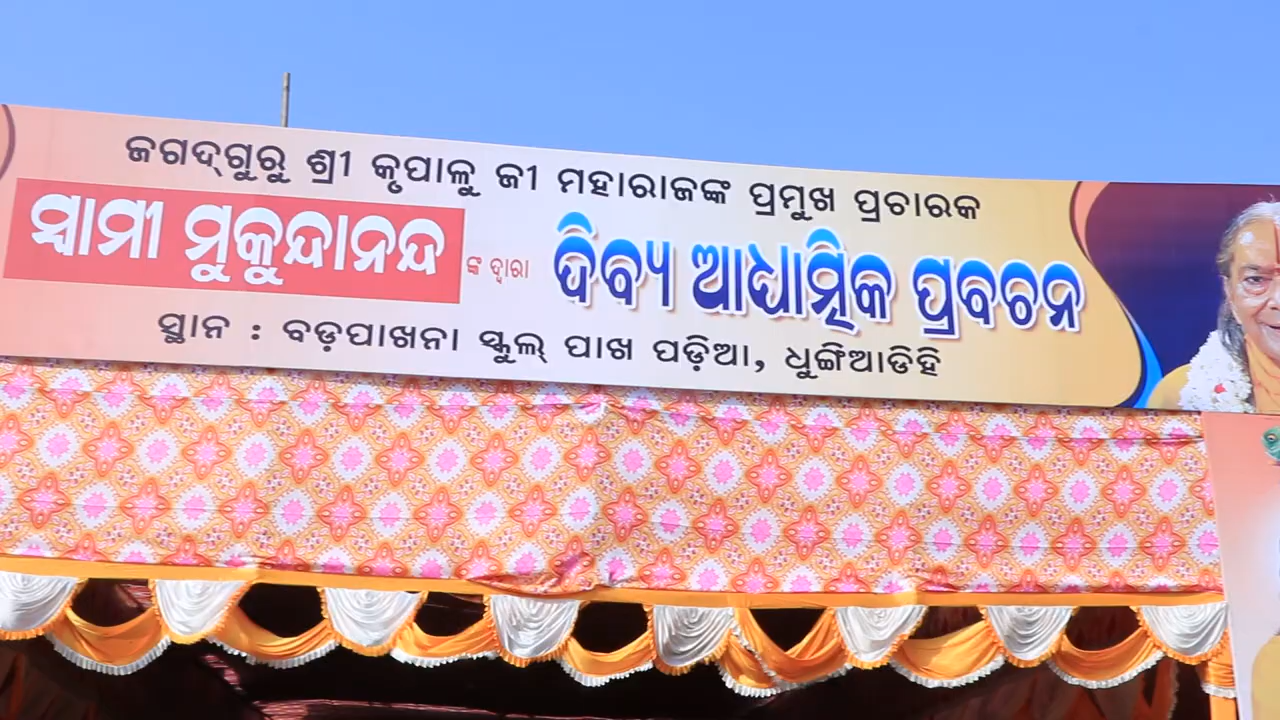 ଜଗଦ୍‌ଗୁରୁ ଶ୍ରୀ କୃପାଳୁ ଜୀ ମହାରାଜଙ୍କ ପ୍ରମୁଖ ପ୍ରଚାରକ
ସ୍ୱାମୀ ମୁକୁନ୍ଦାନନ୍ଦ ଙ୍କ ଦ୍ୱାରା ଦିବ୍ୟ ଆଧ୍ୟାତ୍ମିକ ପ୍ରବଚନ
ସ୍ଥାନ : ବଡ଼ପାଖନା ସ୍କୁଲ୍ ପାଖ ପଡ଼ିଆ, ଧୁଙ୍ଗିଆଡିହି